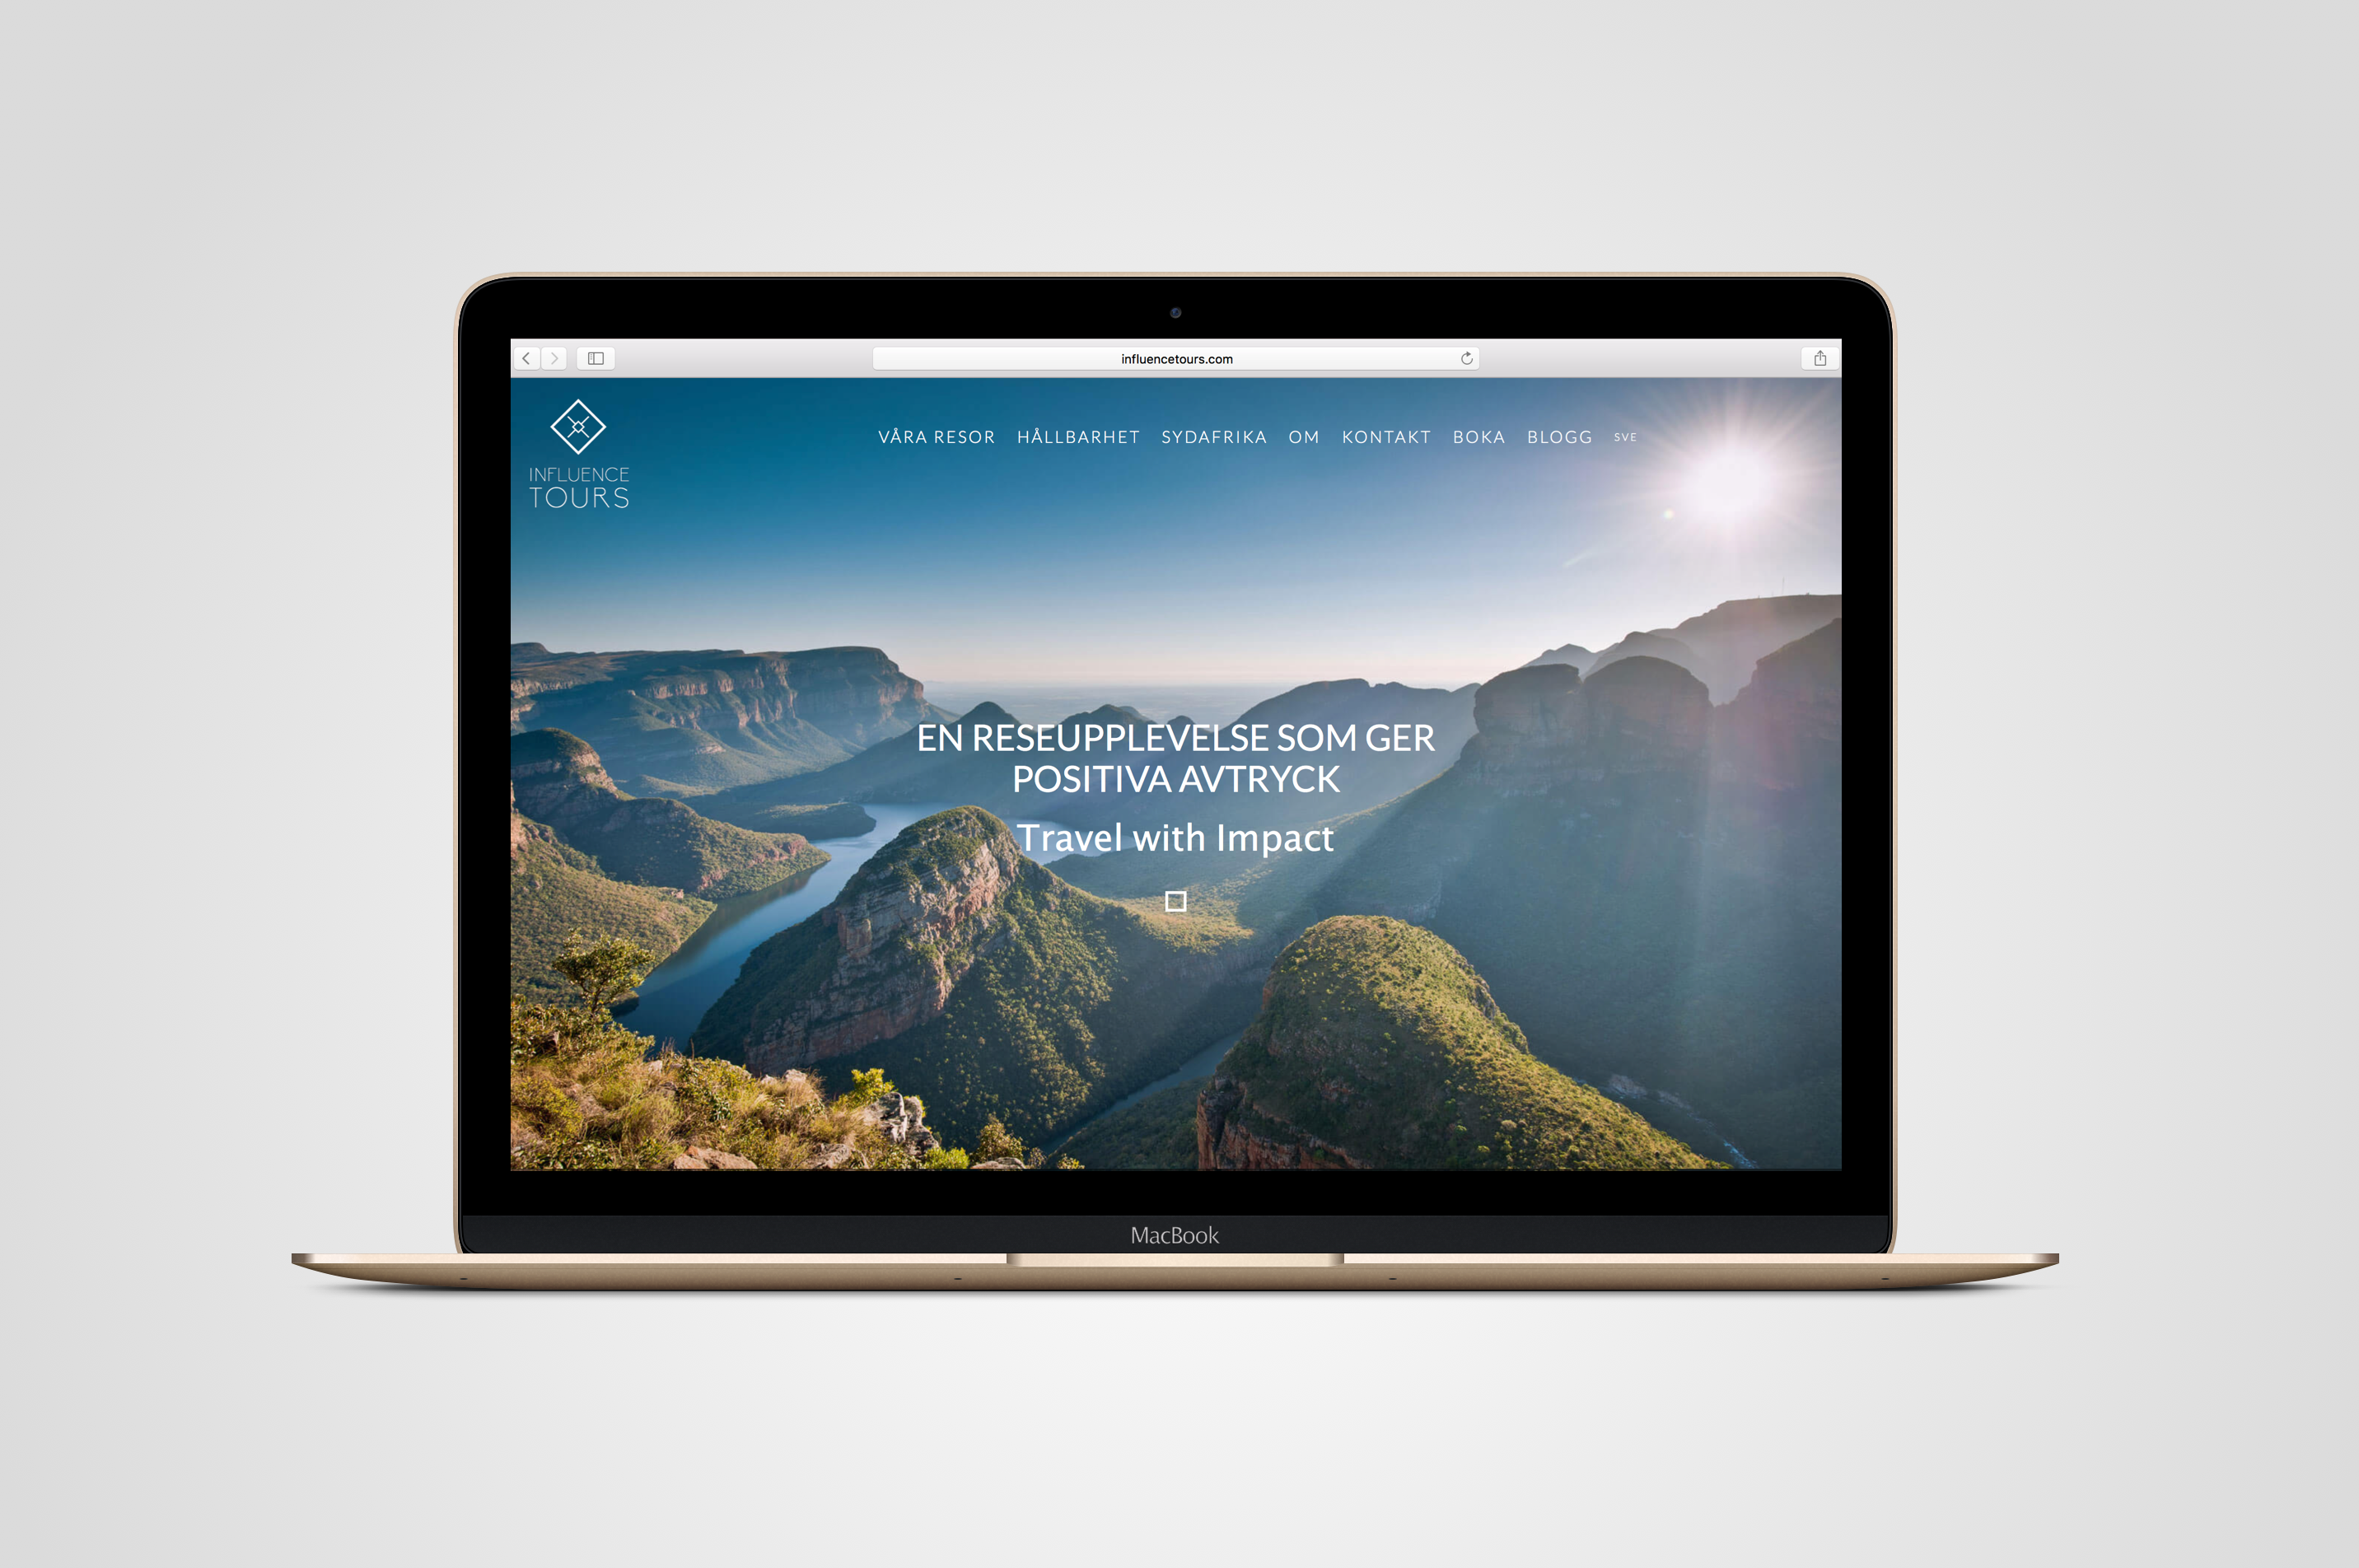 influencetours.com
INFLUENCE
TOURS
VÅRA RESOR HÅLLBARHET SYDAFRIKA OM KONTAKT BOKA BLOGG SVE
EN RESEUPPLEVELSE SOM GER
POSITIVA AVTRYCK
Travel with Impact
MacBook